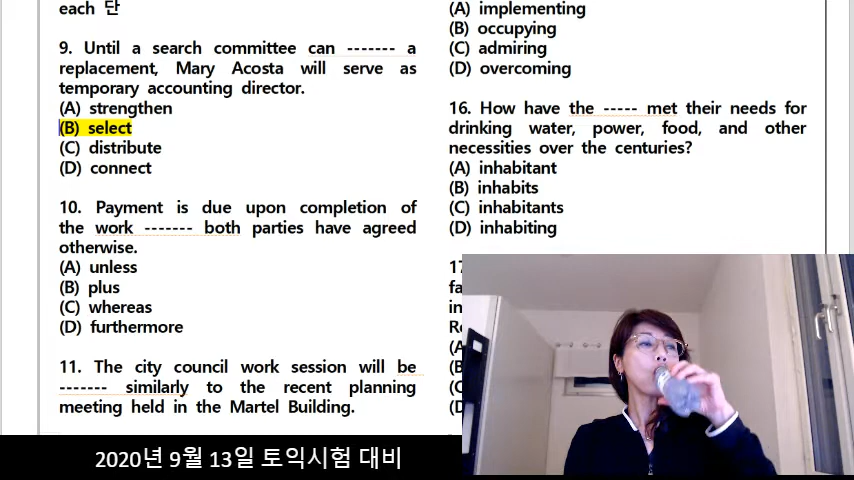 each 단
9. Until a search committee can ------- a
replacement, Mary Acosta will serve as
temporary accounting director.
(A) strengthen
(B) select
(C) distribute
(D) connect
10. Payment is due upon completion of
the work ------- both parties have agreed
otherwise.
(A) unless
(B) plus
(C) whereas
(D) furthermore
11. The city council work session will be
------- similarly to the recent planning
meeting held in the Martel Building.
(A) implementing
(B) occupying
(C) admiring
(D) overcoming
16. How have the ----- met their needs for
drinking water, power, food, and other
necessities over the centuries?
(A) inhabitant
(B) inhabits
(C) inhabitants
(D) inhabiting
17
fa
in
R
(A
(B
(C
(D
2020년 9월 13일 토익시험 대비